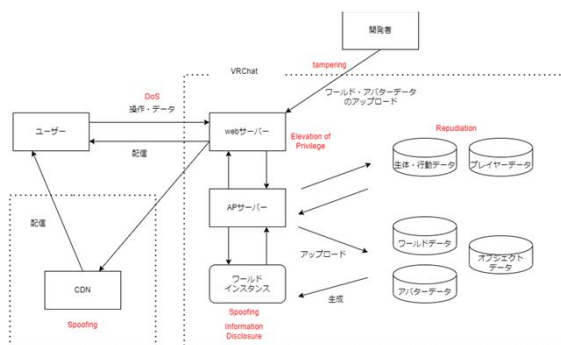 開発者
VRChat
tampering
ワールド・アバターデータ
のアップロード
DoS
操作・データ
ユーザー
webサーバー
配信
Elevation of
Privilege
Repudiation
生体・行動データ
プレイヤーデータ
APサーバー
配信
アップロード
ワールドデータ
オブジェクト
データ
CDN
ワールド
インスタンス
生成
アバターデータ
Spoofing
Spoofing
Information
Disclosure